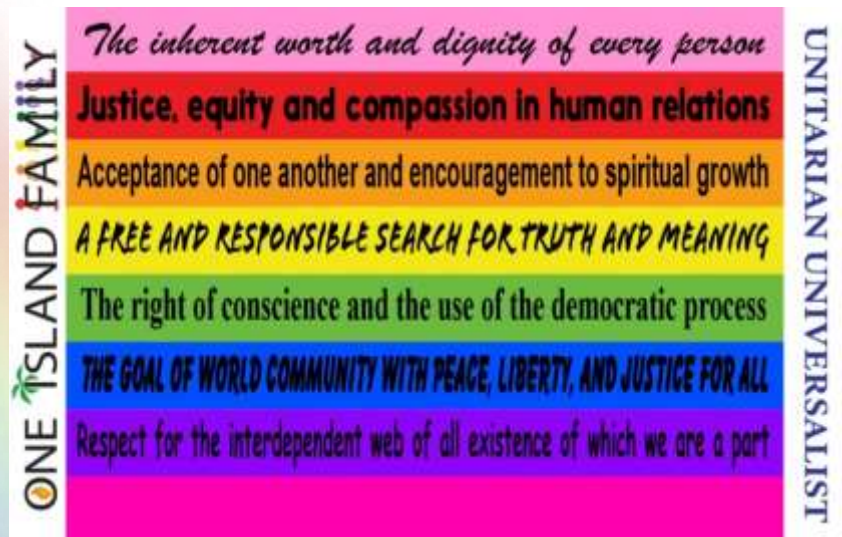 ONE ISLAND FAMILY
The inherent worth and dignity of every person
Justice, equity and compassion in human relations
Acceptance of one another and encouragement to spiritual growth
A FREE AND RESPONSIBLE SEARCH FOR TRUTH AND MEANING
The right of conscience and the use of the democratic process
THE GOAL OF WORLD COMMUNITY WITH PEACE, LIBERTY, AND JUSTICE FOR ALL
Respect for the interdependent web of all existence of which we are a part
UNITARIAN UNIVERSALIST